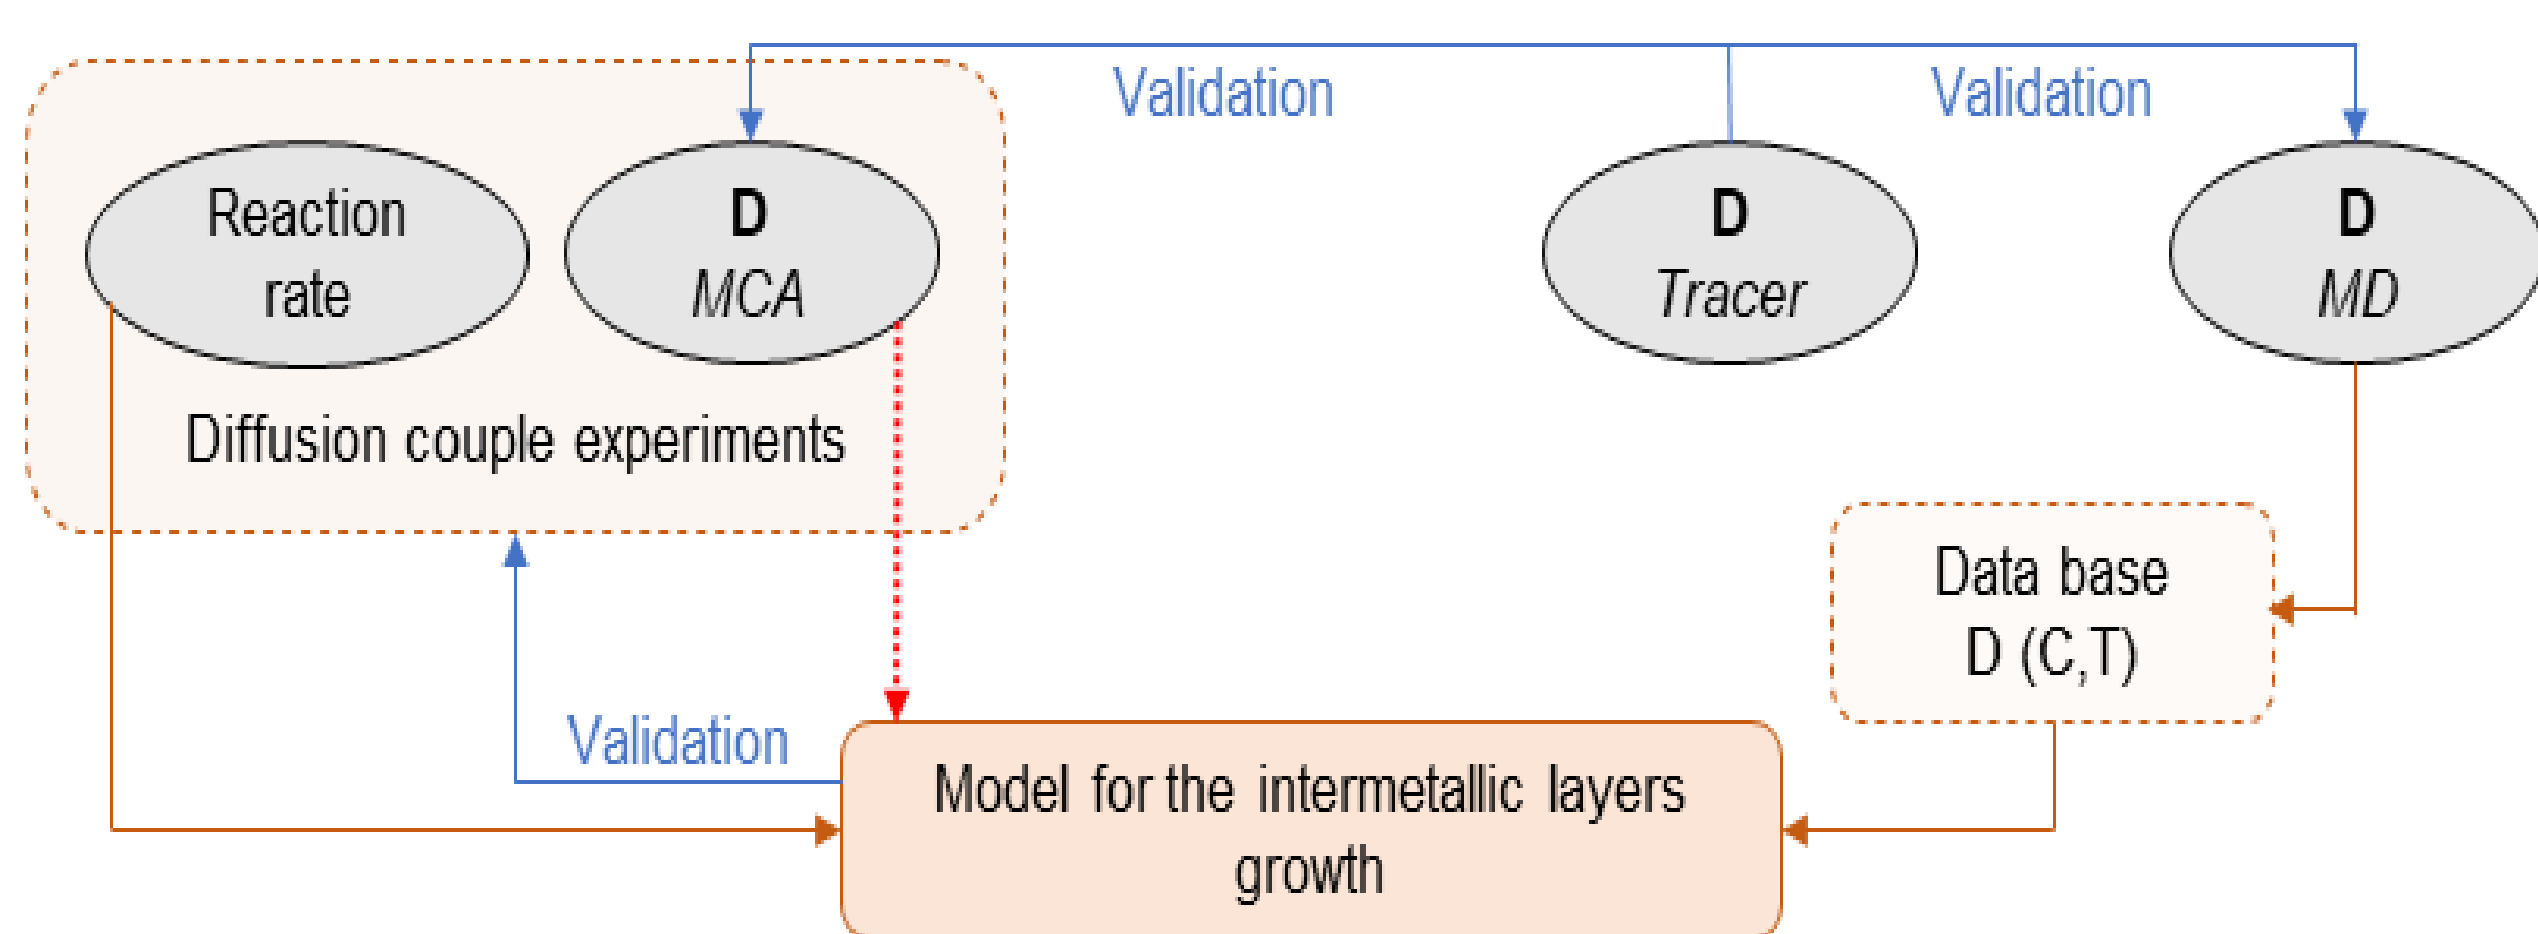 Validation
Validation
Reaction
rate
D
MCA
D
Tracer
D
MD
Diffusion couple experiments
Data base
D (C,T)
Validation
Model for the intermetallic layers
growth